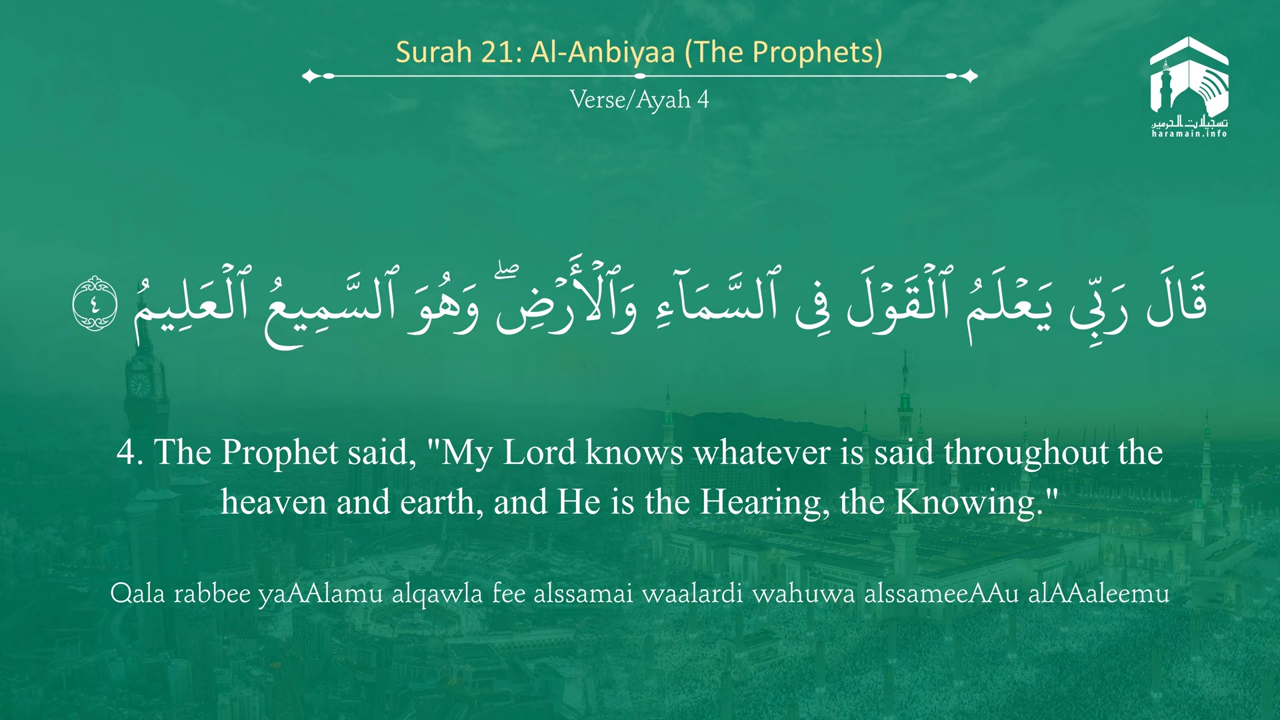 Surah 21: Al-Anbiyaa (The Prophets)
Verse/Ayah 4
تسجيلات الحرمين
haramain.info
قَالَ رَبِّى يَعْلَمُ ٱلْقَوْلَ فِى ٱلسَّمَآءِ وَٱلْأَرْضِ ۖ وَهُوَ ٱلسَّمِيعُ ٱلْعَلِيمُ ٤
4. The Prophet said, "My Lord knows whatever is said throughout the
heaven and earth, and He is the Hearing, the Knowing."
Qala rabbee yaAAlamu alqawla fee alssamai waalardi wahuwa alssameeAAu alAAaleemu